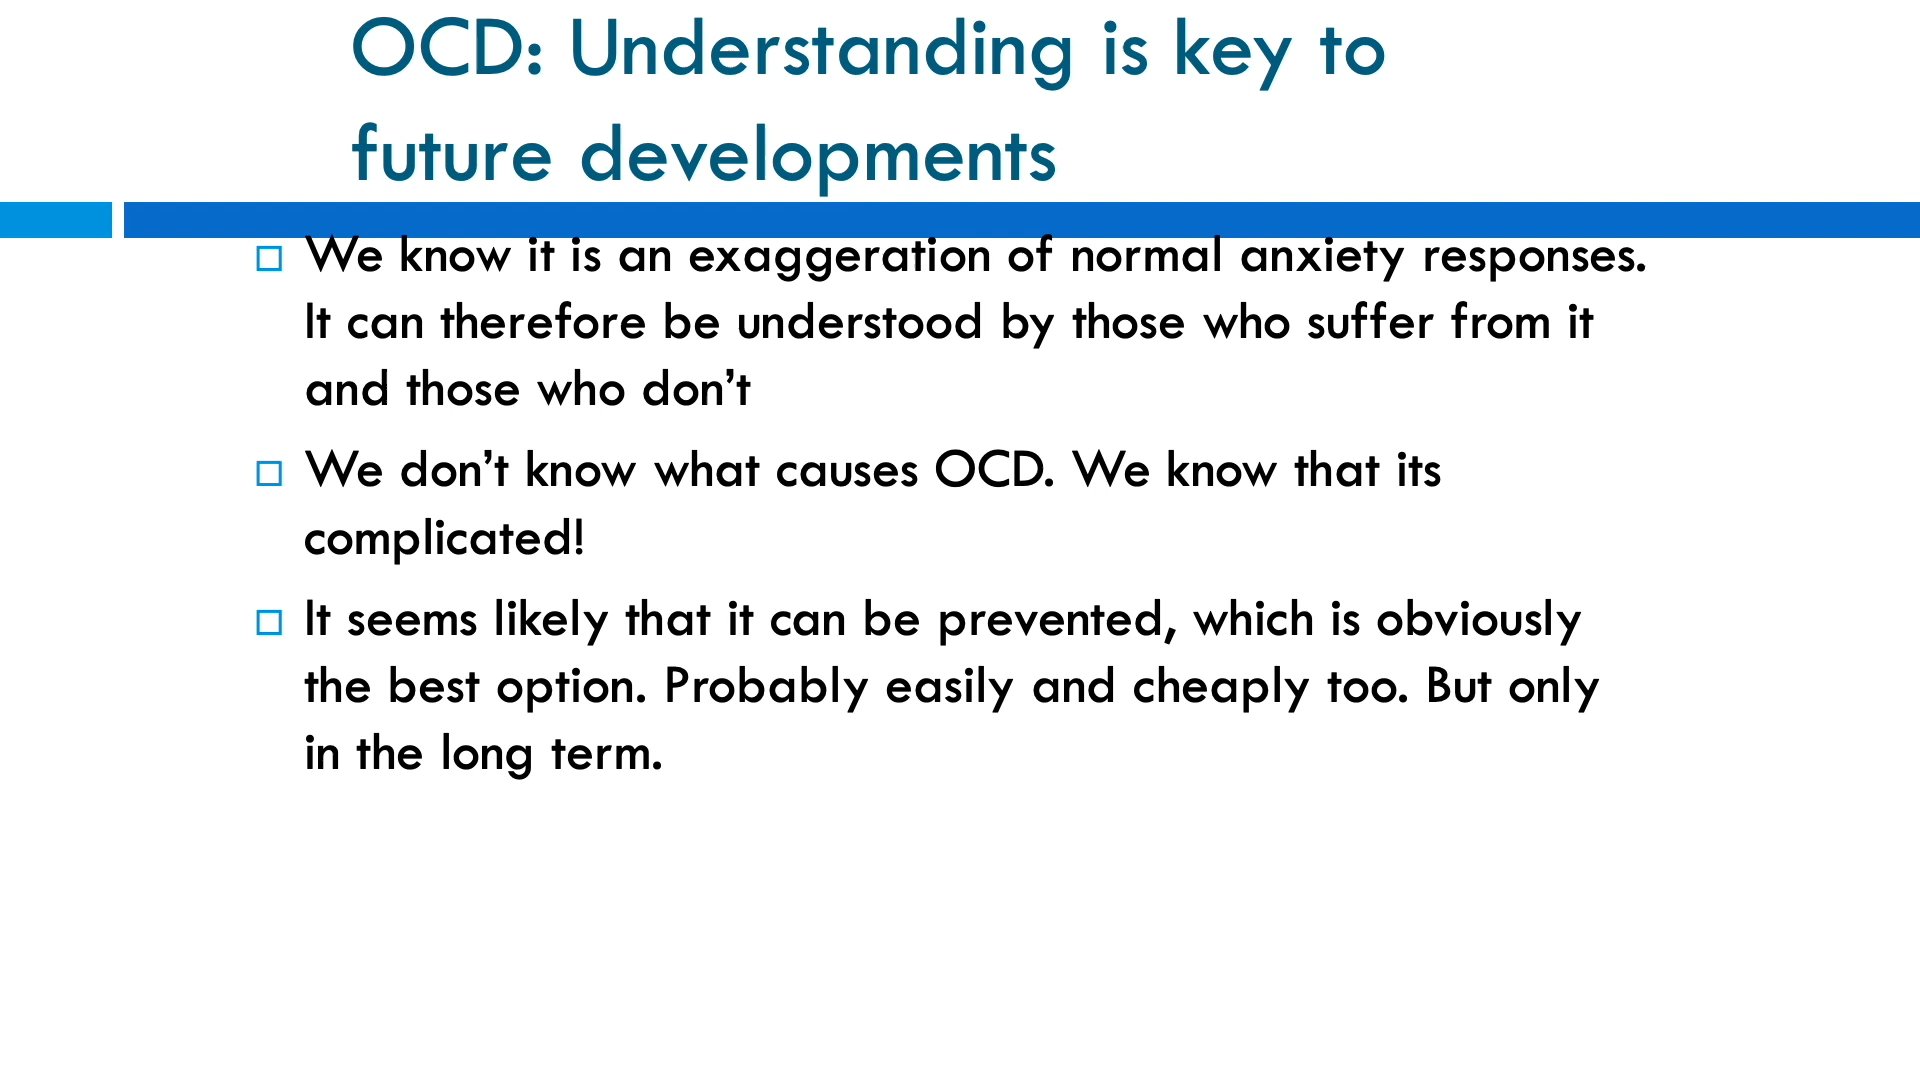 OCD: Understanding is key to
future developments
We know it is an exaggeration of normal anxiety responses.
It can therefore be understood by those who suffer from it
and those who don’t
We don’t know what causes OCD. We know that its
complicated!
It seems likely that it can be prevented, which is obviously
the best option. Probably easily and cheaply too. But only
in the long term.